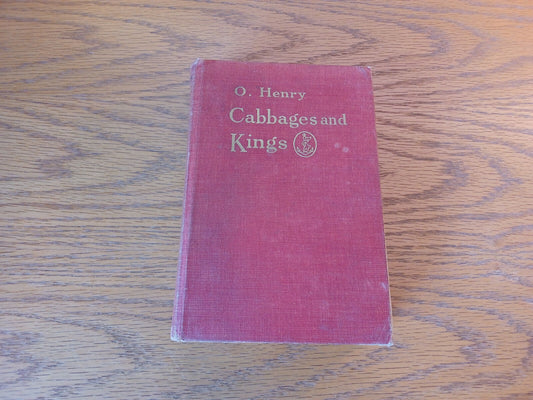 O. Henry
Cabbages and
Kings